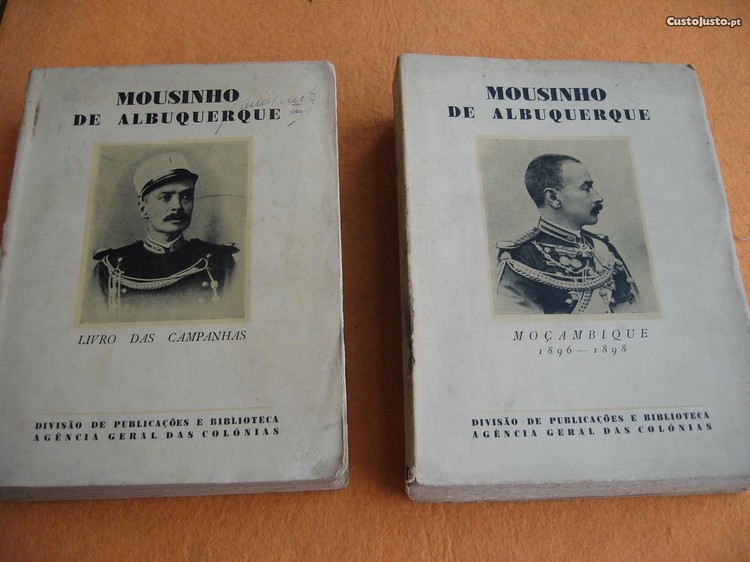 CustoJusto.pt
MOUSINHO
DE ALBUQUERQUE
LIVRO DAS CAMPANHAS
DIVISÃO DE PUBLICAÇÕES E BIBLIOTECA
AGÊNCIA GERAL DAS COLÓNIAS
MOUSINHO
DE ALBUQUERQUE
MOÇAMBIQUE
1896—1898
DIVISÃO DE PUBLICAÇÕES E BIBLIOTECA
AGÊNCIA GERAL DAS COLÓNIAS